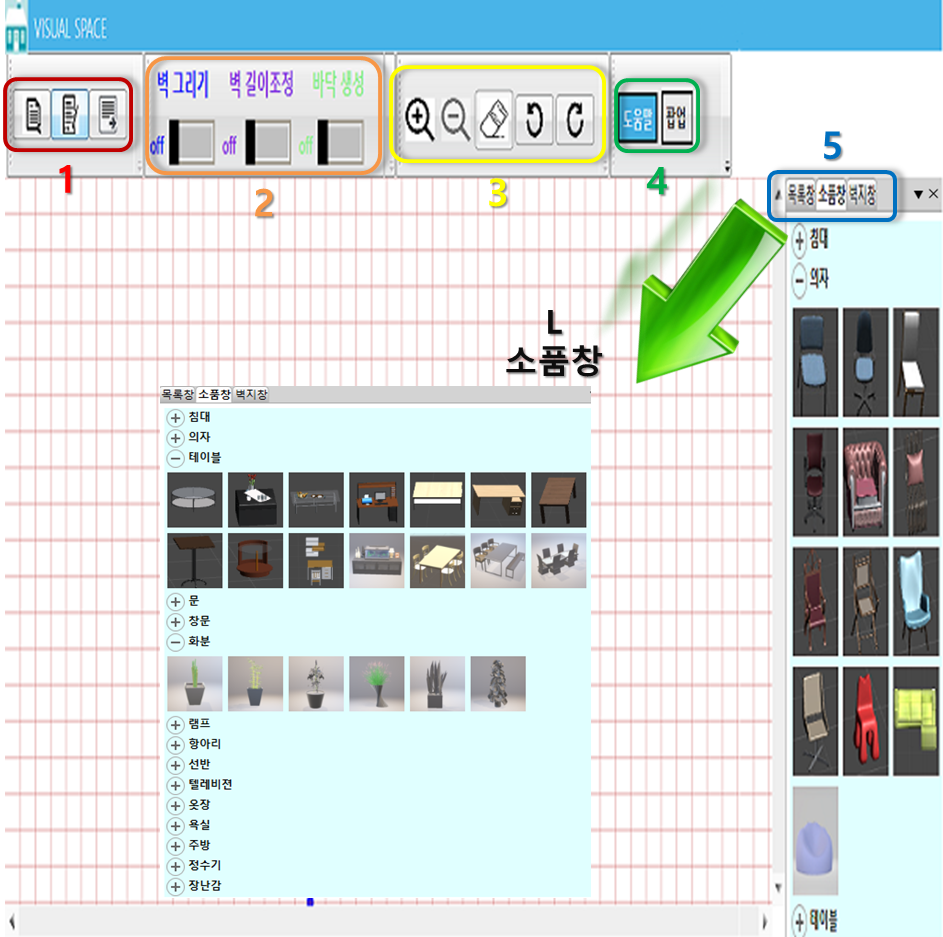 VISUAL SPACE
벽 그리기 벽 길이조정 바닥 생성
off off off
도움말 팝업
1
2
3
4
5
목록창 소품창 벽지창
침대
의자
L
소품창
목록창 소품창 벽지창
침대
의자
테이블
문
창문
화분
램프
항아리
선반
텔레비젼
옷장
욕실
주방
정수기
장난감
테이블